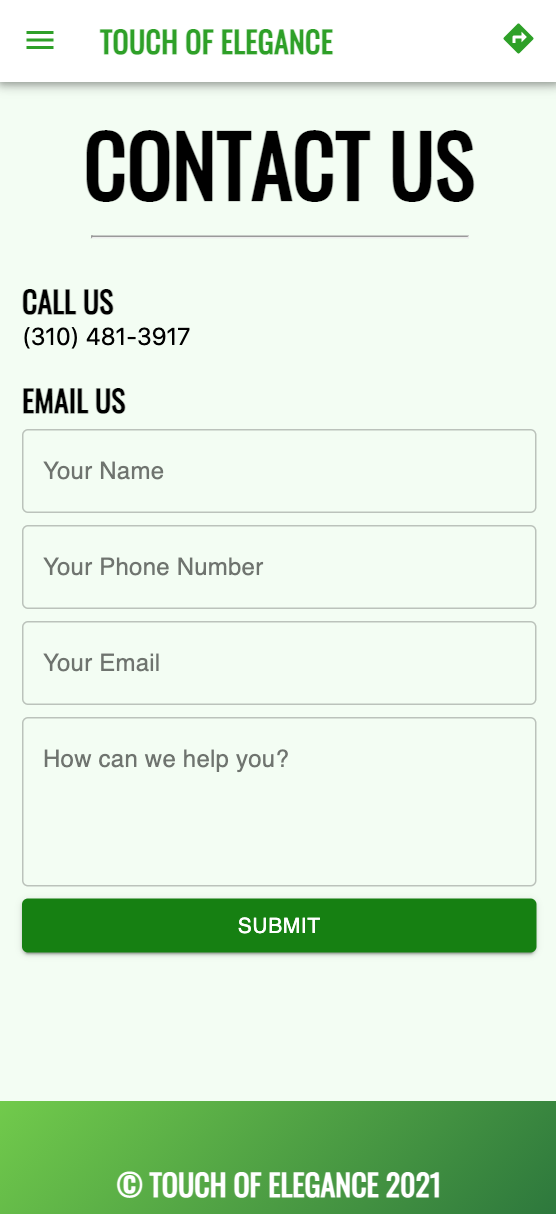 TOUCH OF ELEGANCE
CONTACT US
CALL US
(310) 481-3917
EMAIL US
Your Name
Your Phone Number
Your Email
How can we help you?
SUBMIT
© TOUCH OF ELEGANCE 2021